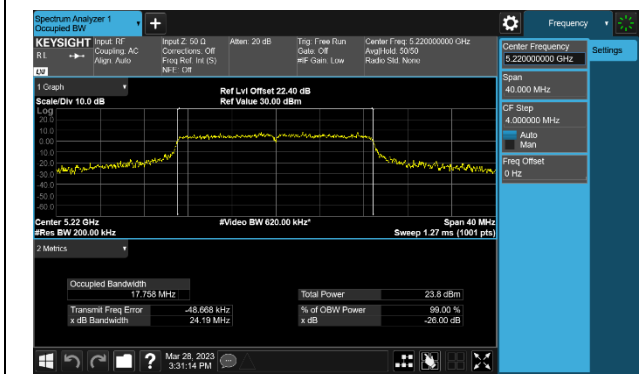 Spectrum Analyzer 1
Occupied BW
+
Frequency
KEYSIGHT
Input: RF
Coupling: AC
Align: Auto
Input Z: 50 Ω
Corrections: Off
Freq Ref: Int (S)
NFE: Off
Atten: 20 dB
Trig: Free Run
Gate: Off
#IF Gain: Low
Center Freq: 5.220000000 GHz
Avg|Hold: 50/50
Radio Std: None
RL
LXI
Center Frequency
5.220000000 GHz
Settings
Span
40.000 MHz
CF Step
4.000000 MHz
Auto
Man
Freq Offset
0 Hz
1 Graph
Scale/Div 10.0 dB
Ref Lvl Offset 22.40 dB
Ref Value 30.00 dBm
Log
20.0
10.0
0.00
-10.0
-20.0
-30.0
-40.0
-50.0
-60.0
Center 5.22 GHz
#Video BW 620.00 kHz*
Span 40 MHz
#Res BW 200.00 kHz
Sweep 1.27 ms (1001 pts)
2 Metrics
Occupied Bandwidth
17.758 MHz
Total Power 23.8 dBm
Transmit Freq Error -48.668 kHz
% of OBW Power 99.00 %
x dB Bandwidth 24.19 MHz
x dB -26.00 dB
?
Mar 28, 2023
3:31:14 PM